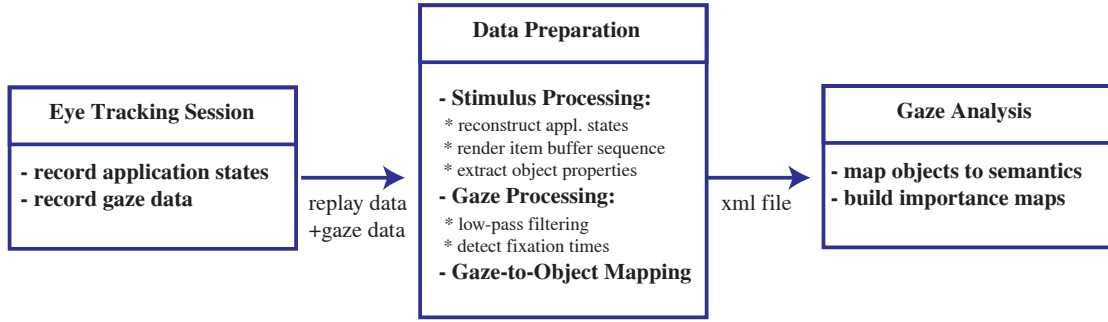 Eye Tracking Session
- record application states
- record gaze data
replay data
+gaze data
Data Preparation
- Stimulus Processing:
* reconstruct appl. states
* render item buffer sequence
* extract object properties
- Gaze Processing:
* low-pass filtering
* detect fixation times
- Gaze-to-Object Mapping
xml file
Gaze Analysis
- map objects to semantics
- build importance maps